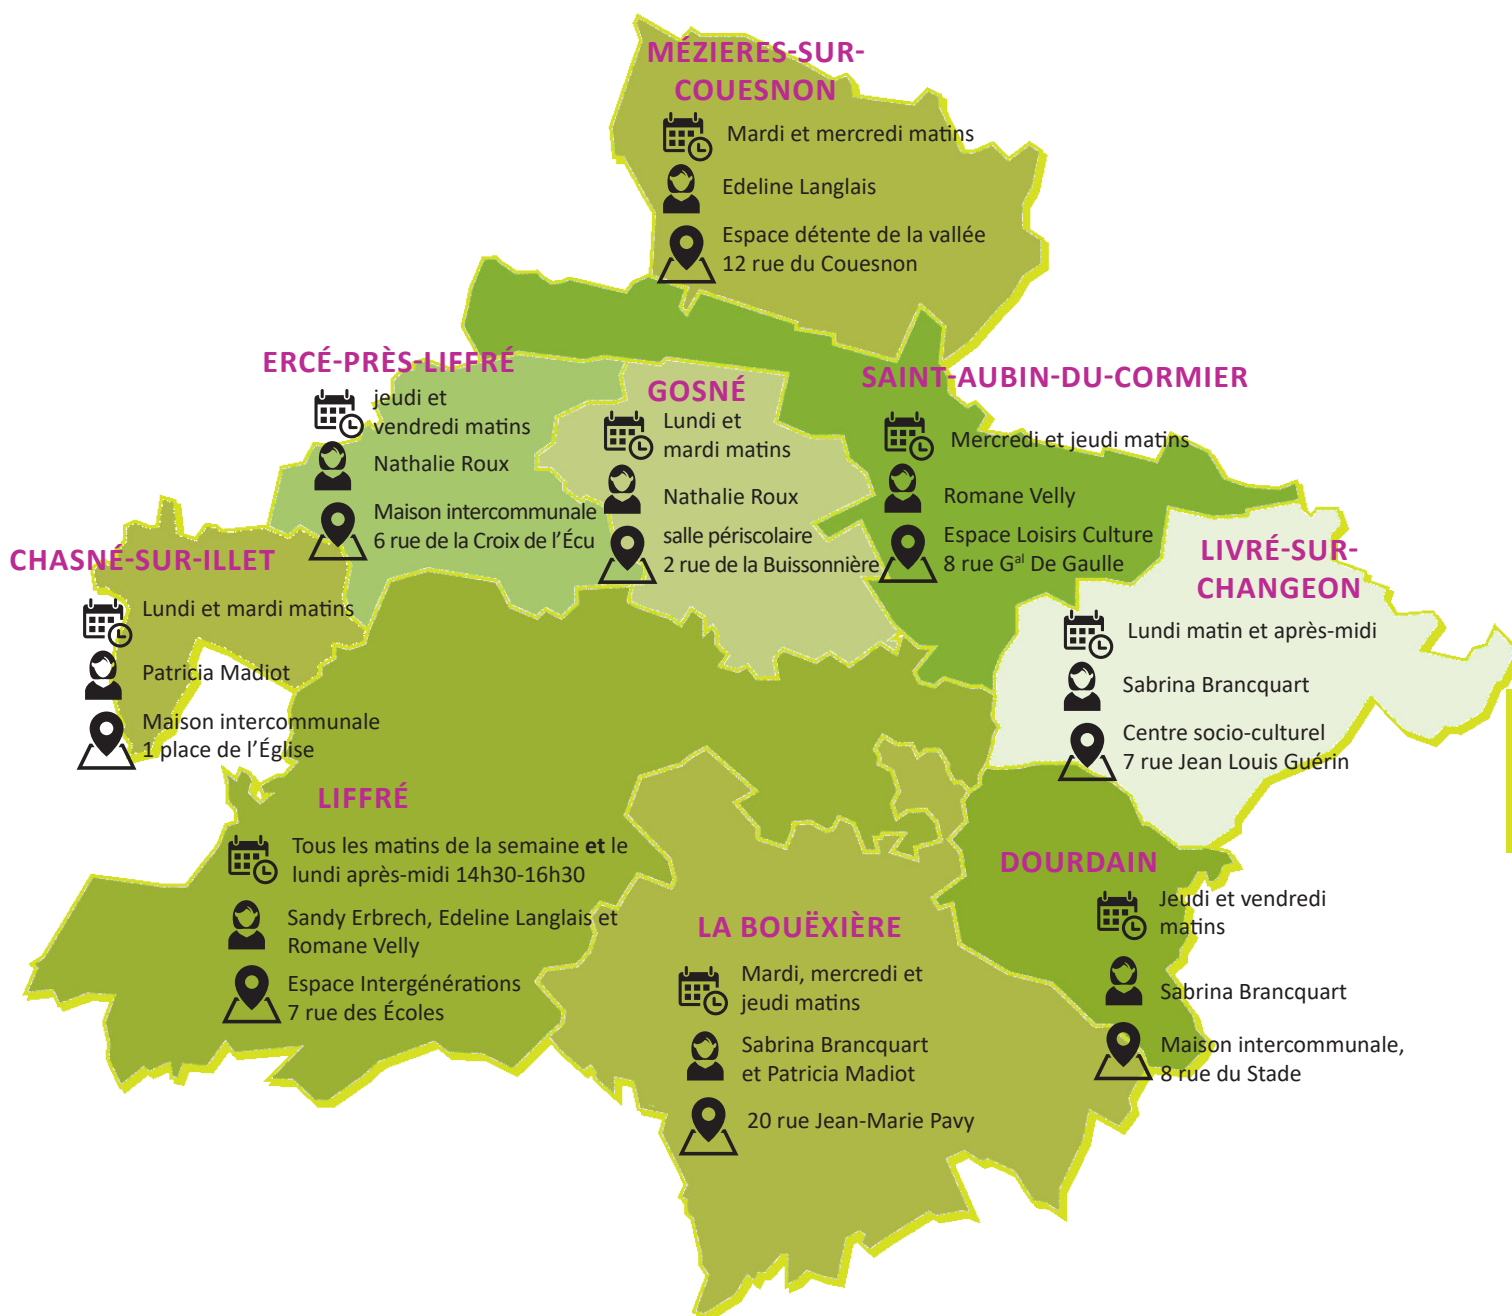 MÉZIERES-SUR-
COUESNON
Mardi et mercredi matins
Edeline Langlais
Espace détente de la vallée
12 rue du Couesnon
ERCÉ-PRÈS-LIFFRÉ
jeudi et
vendredi matins
Nathalie Roux
Maison intercommunale
6 rue de la Croix de l’Écu
GOSNÉ
Lundi et
mardi matins
Nathalie Roux
salle périscolaire
2 rue de la Buissonnière
SAINT-AUBIN-DU-CORMIER
Mercredi et jeudi matins
Romane Velly
Espace Loisirs Culture
8 rue Gal De Gaulle
CHASNÉ-SUR-ILLET
Lundi et mardi matins
Patricia Madiot
Maison intercommunale
1 place de l’Église
LIVRÉ-SUR-
CHANGEON
Lundi matin et après-midi
Sabrina Brancquart
Centre socio-culturel
7 rue Jean Louis Guérin
LIFFRÉ
Tous les matins de la semaine et le
lundi après-midi 14h30-16h30
Sandy Erbrech, Edeline Langlais et
Romane Velly
Espace Intergénérations
7 rue des Écoles
LA BOUËXIÈRE
Mardi, mercredi et
jeudi matins
Sabrina Brancquart
et Patricia Madiot
20 rue Jean-Marie Pavy
DOURDAIN
Jeudi et vendredi
matins
Sabrina Brancquart
Maison intercommunale,
8 rue du Stade